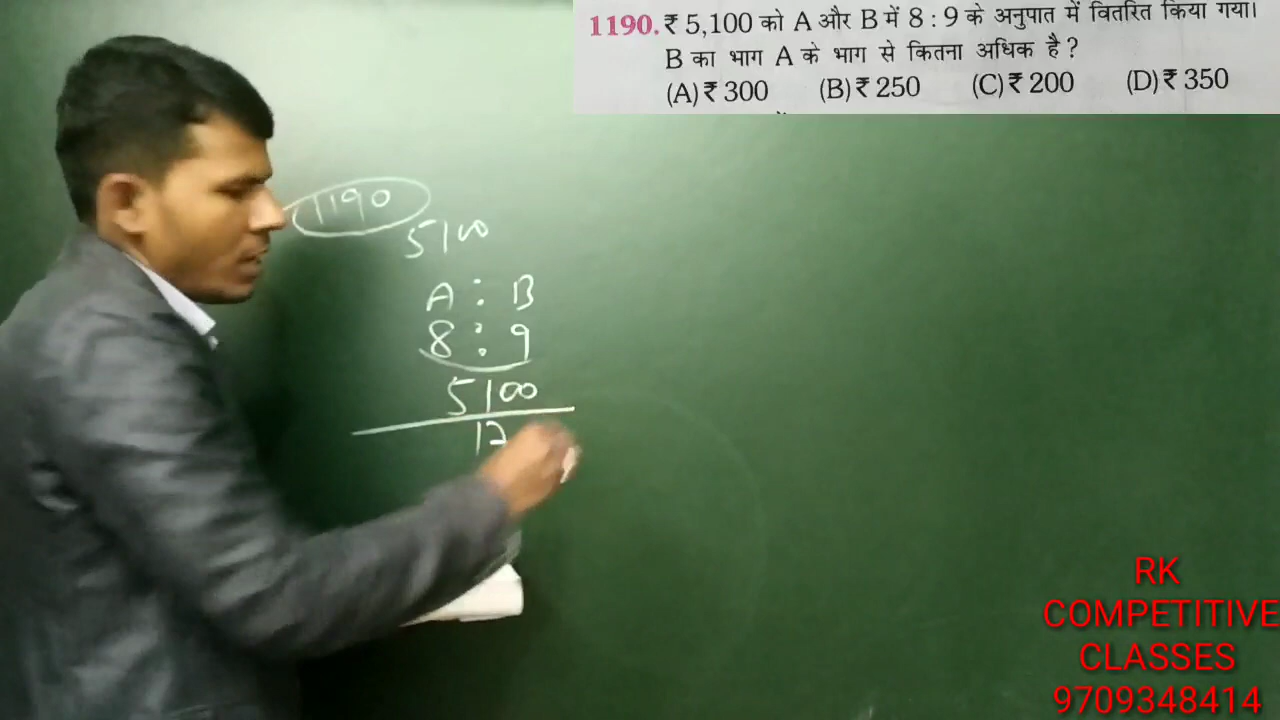 1190. ₹ 5,100 को A और B में 8 : 9 के अनुपात में वितरित किया गया।
B का भाग A के भाग से कितना अधिक है ?
(A) ₹ 300 (B) ₹ 250 (C) ₹ 200 (D) ₹ 350
1190
5100
A : B
8 : 9
5100
17
RK
COMPETITIVE
CLASSES
9709348414